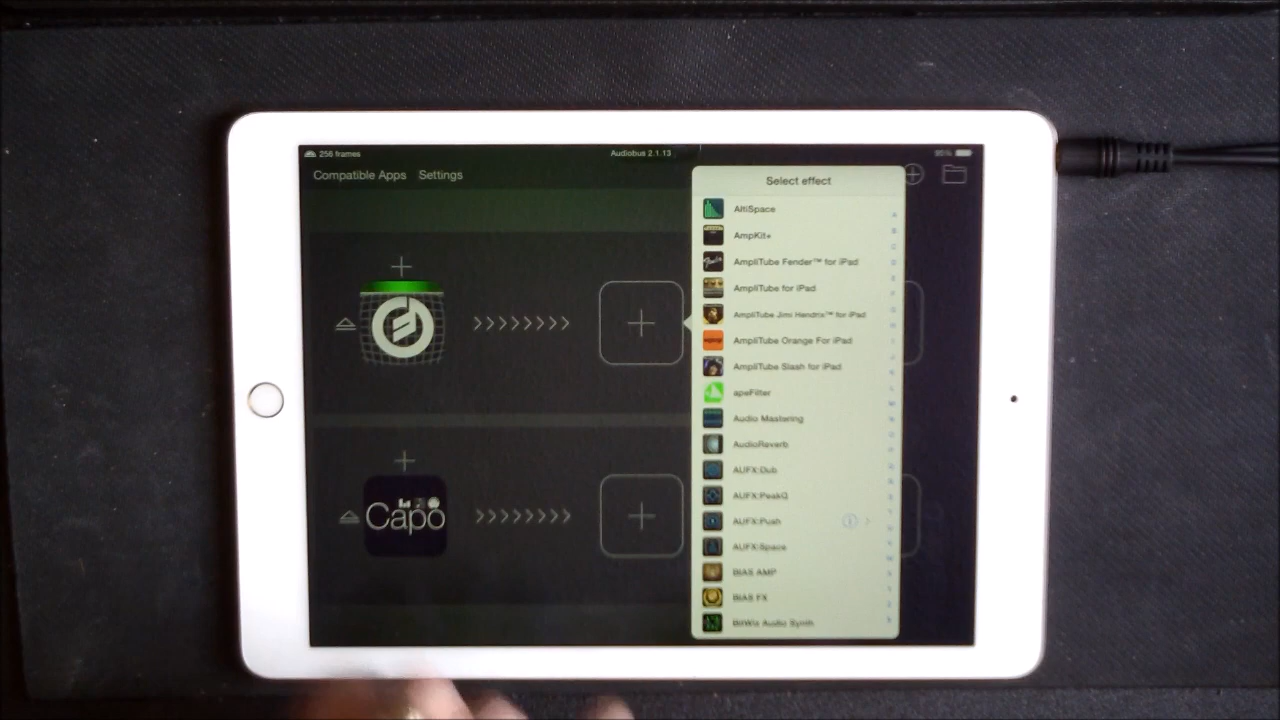 256 frames
Audiobus 2.1.13
95%
Compatible Apps
Settings
Select effect
AltiSpace
AmpKit+
AmpliTube Fender™ for iPad
AmpliTube for iPad
AmpliTube Jimi Hendrix™ for iPad
AmpliTube Orange For iPad
AmpliTube Slash for iPad
apeFilter
Audio Mastering
AudioReverb
AUFX:Dub
AUFX:PeakQ
AUFX:Push
AUFX:Space
BIAS AMP
BIAS FX
BitWiz Audio Synth
Capo